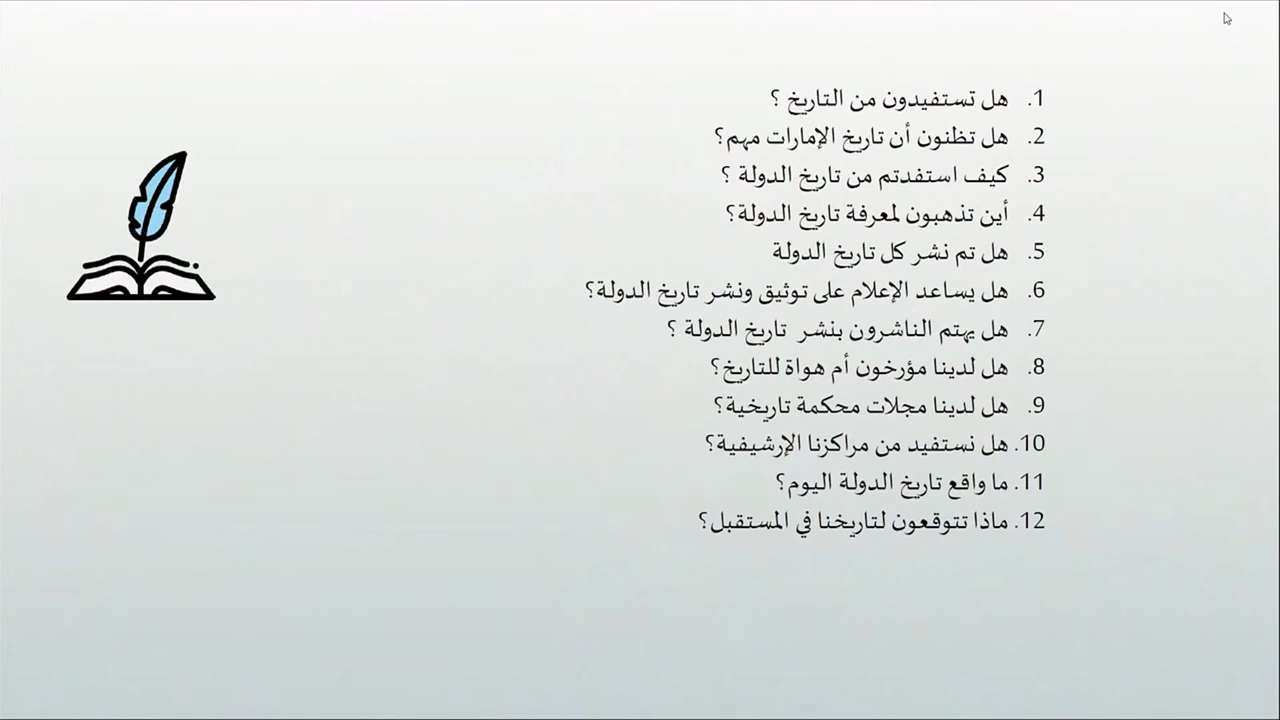 1. هل تستفيدون من التاريخ ؟
2. هل تظنون أن تاريخ الإمارات مهم؟
3. كيف استفدتم من تاريخ الدولة ؟
4. أين تذهبون لمعرفة تاريخ الدولة؟
5. هل تم نشر كل تاريخ الدولة
6. هل يساعد الإعلام على توثيق ونشر تاريخ الدولة؟
7. هل يهتم الناشرون بنشر تاريخ الدولة ؟
8. هل لدينا مؤرخون أم هواة للتاريخ؟
9. هل لدينا مجلات محكمة تاريخية؟
10. هل نستفيد من مراكزنا الإرشيفية؟
11. ما واقع تاريخ الدولة اليوم؟
12. ماذا تتوقعون لتاريخنا في المستقبل؟